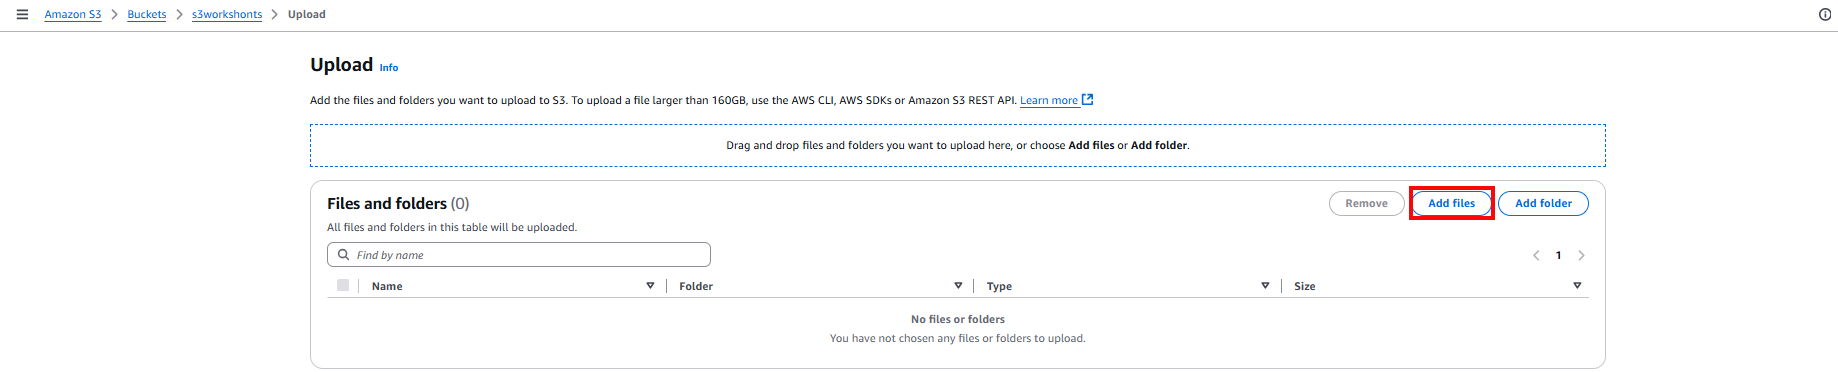 Amazon S3 > Buckets > s3workshonts > Upload
Upload Info
Add the files and folders you want to upload to S3. To upload a file larger than 160GB, use the AWS CLI, AWS SDKs or Amazon S3 REST API. Learn more
Drag and drop files and folders you want to upload here, or choose Add files or Add folder.
Files and folders (0) Remove Add files Add folder
All files and folders in this table will be uploaded.
Find by name < 1 >
Name Folder Type Size
No files or folders
You have not chosen any files or folders to upload.